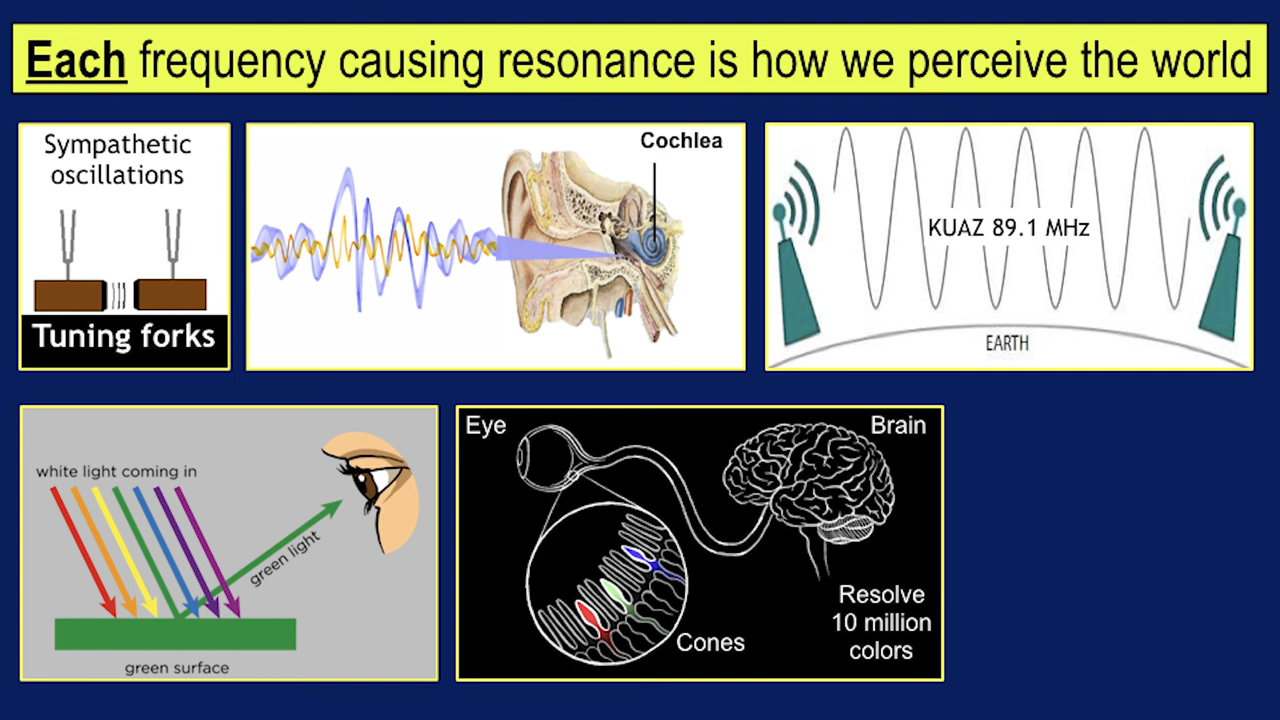 Each frequency causing resonance is how we perceive the world
Sympathetic
oscillations
Tuning forks
Cochlea
KUAZ 89.1 MHz
EARTH
white light coming in
green light
green surface
Eye
Brain
Cones
Resolve
10 million
colors